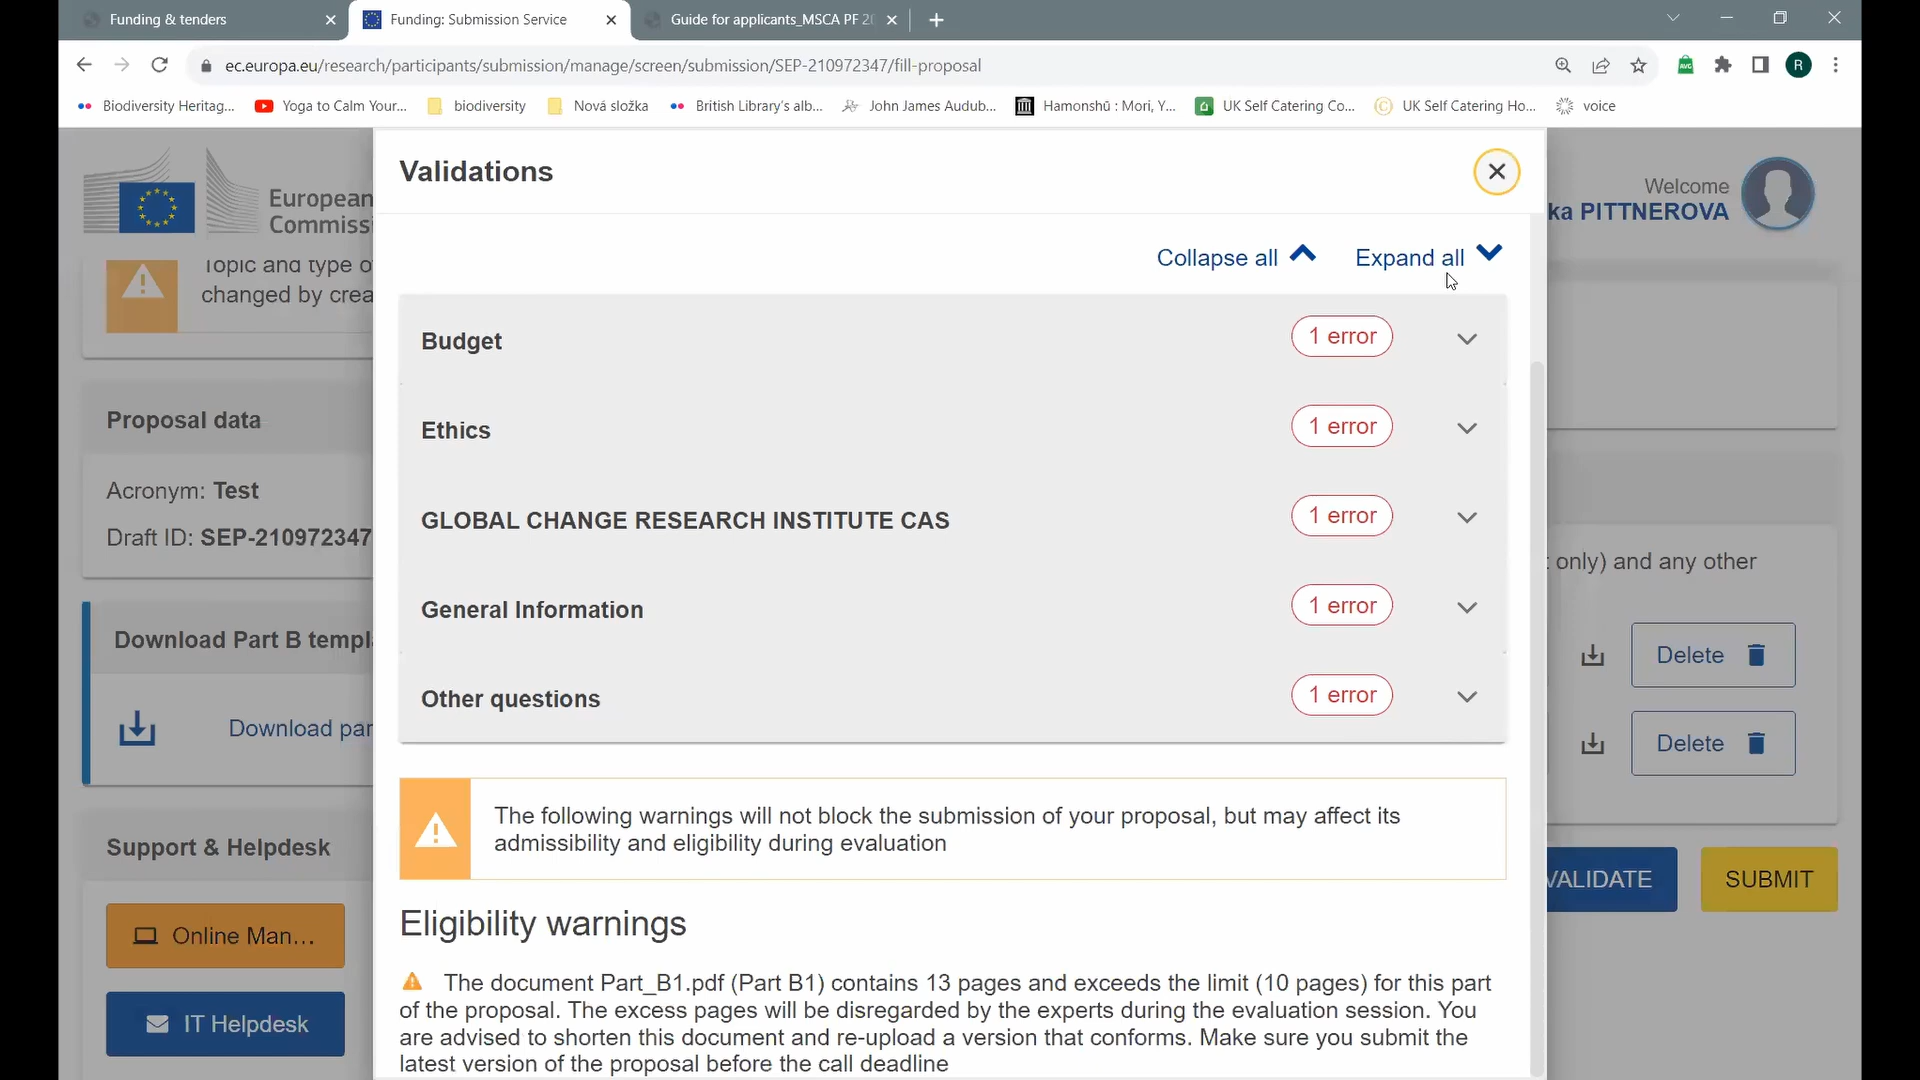 Funding & tenders
Funding: Submission Service
Guide for applicants_MSCA PF 20
ec.europa.eu/research/participants/submission/manage/screen/submission/SEP-210972347/fill-proposal
R
Biodiversity Heritag...
Yoga to Calm Your...
biodiversity
Nová složka
British Library's alb...
John James Audub...
Hamonshū : Mori, Y...
UK Self Catering Co...
UK Self Catering Ho...
voice
European
Commissi
Welcome
ka PITTNEROVA
Validations
Topic and type o
changed by crea
Collapse all
Expand all
Budget
1 error
Ethics
1 error
GLOBAL CHANGE RESEARCH INSTITUTE CAS
1 error
General Information
1 error
Other questions
1 error
Proposal data
Acronym: Test
Draft ID: SEP-210972347
only) and any other
Download Part B templ
Download par
Delete
Delete
The following warnings will not block the submission of your proposal, but may affect its
admissibility and eligibility during evaluation
Support & Helpdesk
VALIDATE
SUBMIT
Online Man...
IT Helpdesk
Eligibility warnings
The document Part_B1.pdf (Part B1) contains 13 pages and exceeds the limit (10 pages) for this part
of the proposal. The excess pages will be disregarded by the experts during the evaluation session. You
are advised to shorten this document and re-upload a version that conforms. Make sure you submit the
latest version of the proposal before the call deadline